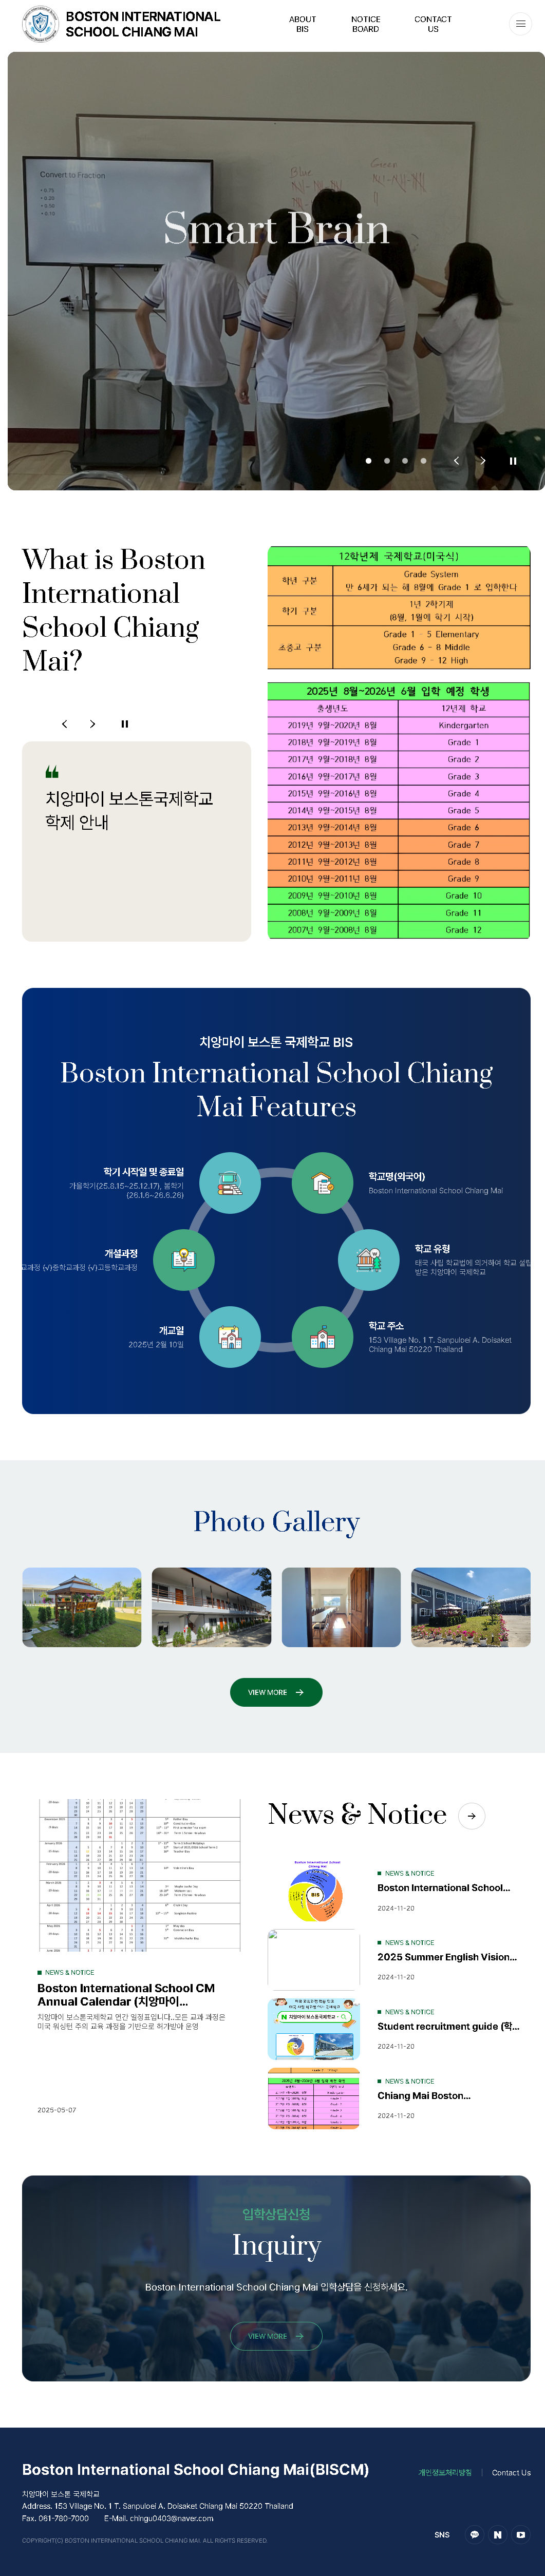 BOSTON INTERNATIONAL
SCHOOL CHIANG MAI
ABOUT
BIS
NOTICE
BOARD
CONTACT
US
Convert to Fraction
Blue
Green
Smart Brain
What is Boston
International
School Chiang
Mai?
치앙마이 보스톤국제학교
학제 안내
12학년제 국제학교(미국식)
학년 구분
Grade System
만 6세가 되는 해 8월에 Grade 1 로 입학한다
학기 구분
1년 2학기제
(8월, 1월에 학기 시작)
초중고 구분
Grade 1 - 5 Elementary
Grade 6 - 8 Middle
Grade 9 - 12 High
2025년 8월~2026년 6월 입학 예정 학생
출생년도 12년제 학교
2019년 9월~2020년 8월 Kindergarten
2018년 9월~2019년 8월 Grade 1
2017년 9월~2018년 8월 Grade 2
2016년 9월~2017년 8월 Grade 3
2015년 9월~2016년 8월 Grade 4
2014년 9월~2015년 8월 Grade 5
2013년 9월~2014년 8월 Grade 6
2012년 9월~2013년 8월 Grade 7
2011년 9월~2012년 8월 Grade 8
2010년 9월~2011년 8월 Grade 9
2009년 9월~2010년 8월 Grade 10
2008년 9월~2009년 8월 Grade 11
2007년 9월~2008년 8월 Grade 12
치앙마이 보스톤 국제학교 BIS
Boston International School Chiang
Mai Features
학기 시작일 및 종료일
가을학기(25.8.15~25.12.17), 봄학기
(26.1.6~26.6.26)
학교명(외국어)
Boston International School Chiang Mai
개설과정
교과정 (√)중학교과정 (√)고등학교과정
학교 유형
태국 사립 학교법에 의거하여 학교 설립
받은 치앙마이 국제학교
개교일
2025년 2월 10일
학교 주소
153 Village No. 1 T. Sanpuloei A. Doisaket
Chiang Mai 50220 Thailand
Photo Gallery
VIEW MORE
News & Notice
NEWS & NOTICE
Boston International School CM
Annual Calendar (치앙마이...
치앙마이 보스톤국제학교 연간 일정표입니다..모든 교과 과정은
미국 워싱턴 주의 교육 과정을 기반으로 허가받아 운영
2025-05-07
BIS
NEWS & NOTICE
Boston International School...
2024-11-20
NEWS & NOTICE
2025 Summer English Vision...
2024-11-20
NEWS & NOTICE
Student recruitment guide (학...
2024-11-20
NEWS & NOTICE
Chiang Mai Boston...
2024-11-20
입학상담신청
Inquiry
Boston International School Chiang Mai 입학상담을 신청하세요.
VIEW MORE
Boston International School Chiang Mai(BISCM)
개인정보처리방침
Contact Us
치앙마이 보스톤 국제학교
Address. 153 Village No. 1 T. Sanpuloei A. Doisaket Chiang Mai 50220 Thailand
Fax. 061-780-7000 E-Mail. chingu0403@naver.com
COPYRIGHT(C) BOSTON INTERNATIONAL SCHOOL CHIANG MAI. ALL RIGHTS RESERVED.
SNS